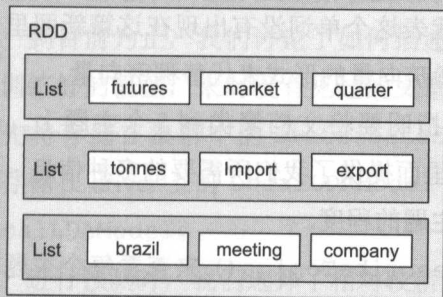 RDD
List futures market quarter
List tonnes Import export
List brazil meeting company